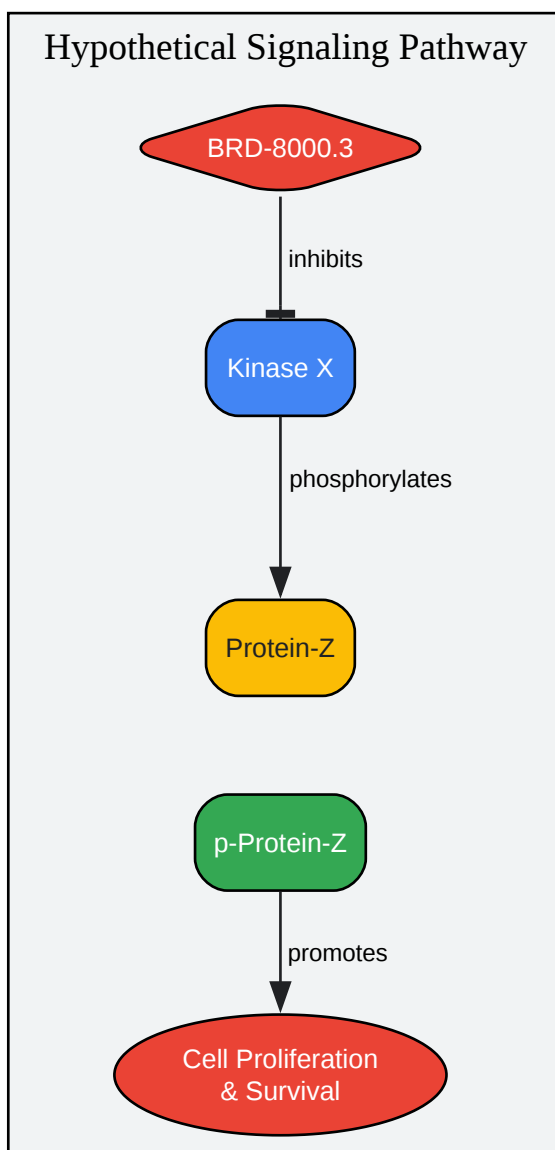 Hypothetical Signaling Pathway
BRD-8000.3
inhibits
Kinase X
phosphorylates
Protein-Z
p-Protein-Z
promotes
Cell Proliferation
& Survival